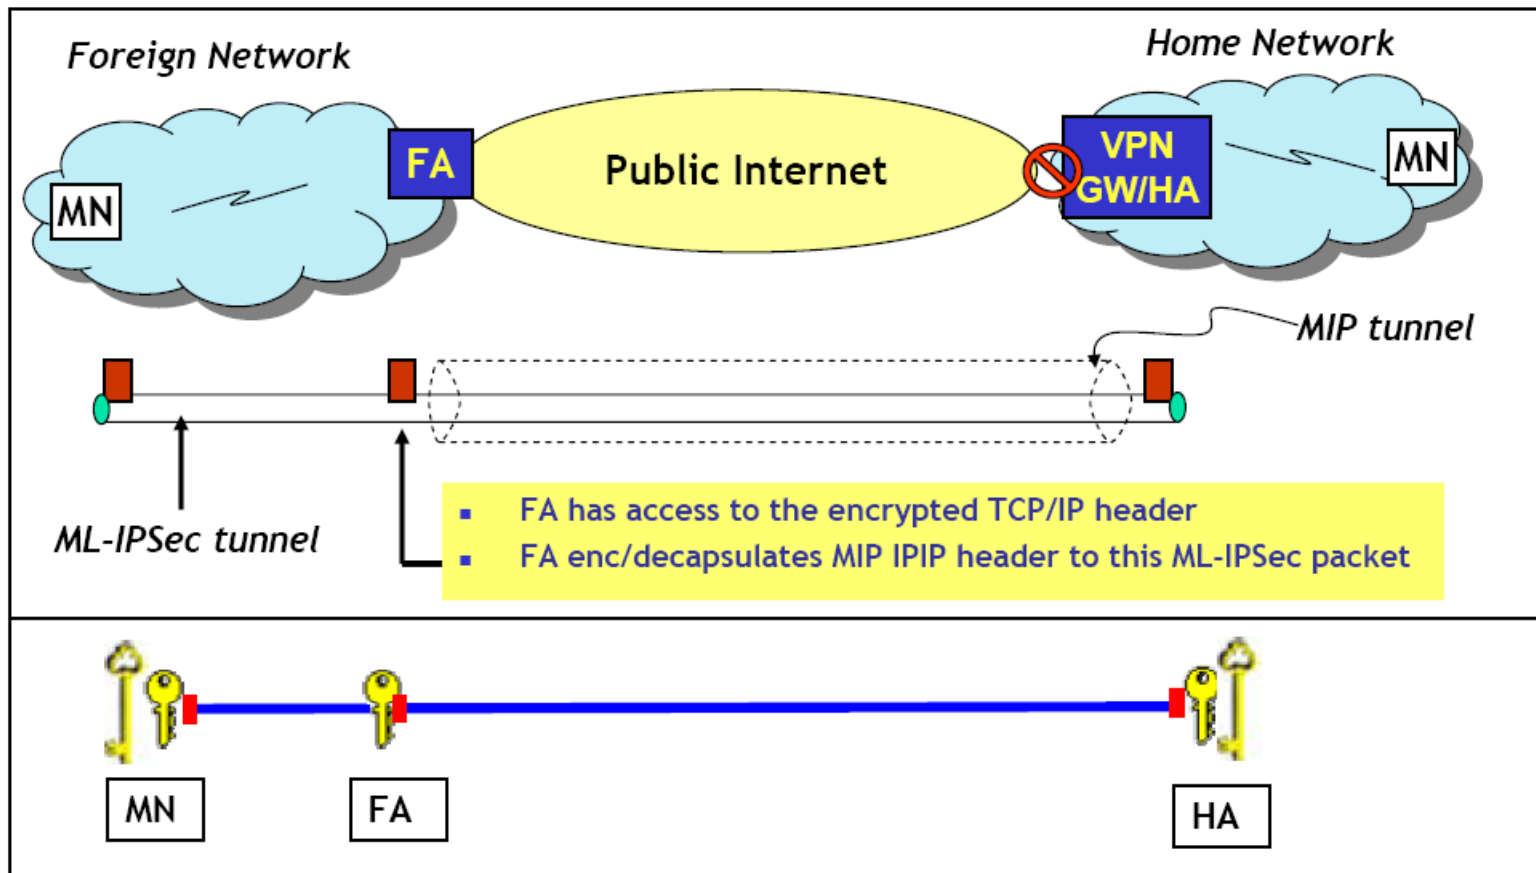 Foreign Network
Home Network
MN
FA
Public Internet
VPN
GW/HA
MN
MIP tunnel
ML-IPSec tunnel
▪ FA has access to the encrypted TCP/IP header
▪ FA enc/decapsulates MIP IPIP header to this ML-IPSec packet
MN
FA
HA